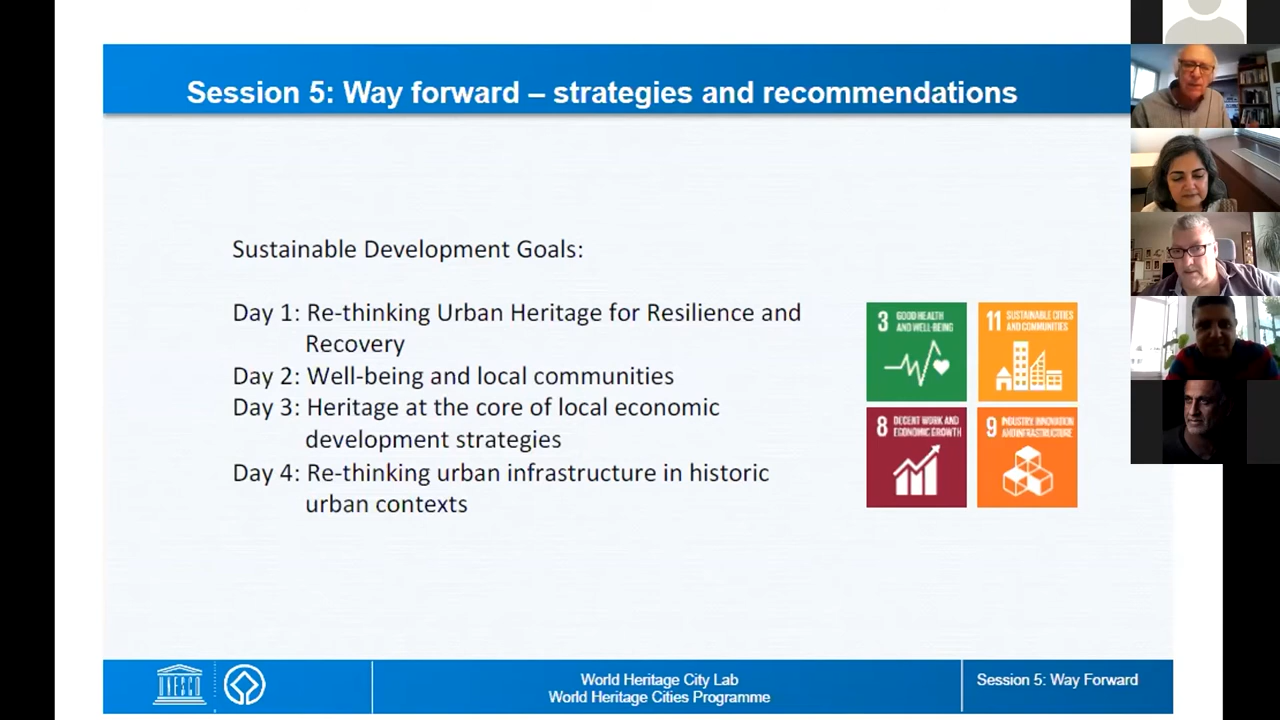 Session 5: Way forward – strategies and recommendations
Sustainable Development Goals:
Day 1: Re-thinking Urban Heritage for Resilience and
Recovery
Day 2: Well-being and local communities
Day 3: Heritage at the core of local economic
development strategies
Day 4: Re-thinking urban infrastructure in historic
urban contexts
3 GOOD HEALTH
AND WELL-BEING
11 SUSTAINABLE CITIES
AND COMMUNITIES
8 DECENT WORK AND
ECONOMIC GROWTH
9 INDUSTRY, INNOVATION
AND INFRASTRUCTURE
UNESCO
World Heritage City Lab
World Heritage Cities Programme
Session 5: Way Forward